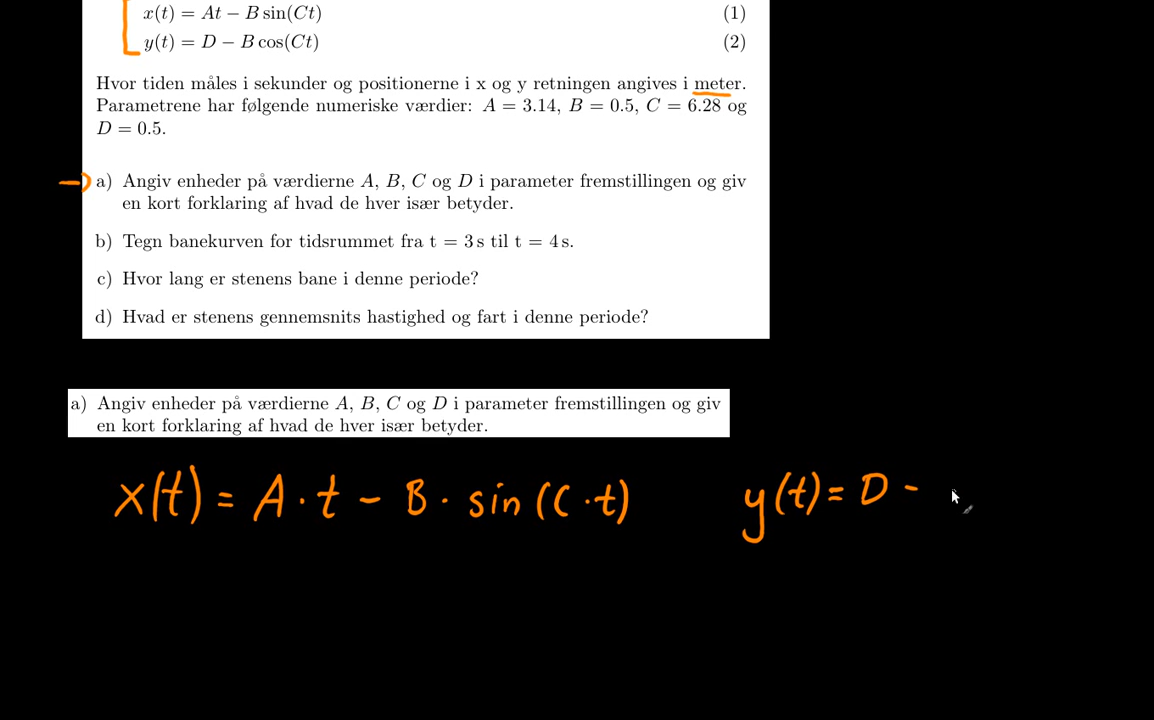 x(t) = At − B sin(Ct) (1)
y(t) = D − B cos(Ct) (2)
Hvor tiden måles i sekunder og positionerne i x og y retningen angives i meter.
Parametrene har følgende numeriske værdier: A = 3.14, B = 0.5, C = 6.28 og
D = 0.5.
a) Angiv enheder på værdierne A, B, C og D i parameter fremstillingen og giv
en kort forklaring af hvad de hver især betyder.
b) Tegn banekurven for tidsrummet fra t = 3 s til t = 4 s.
c) Hvor lang er stenens bane i denne periode?
d) Hvad er stenens gennemsnits hastighed og fart i denne periode?
a) Angiv enheder på værdierne A, B, C og D i parameter fremstillingen og giv
en kort forklaring af hvad de hver især betyder.
x(t) = A · t − B · sin(C · t) y(t) = D −